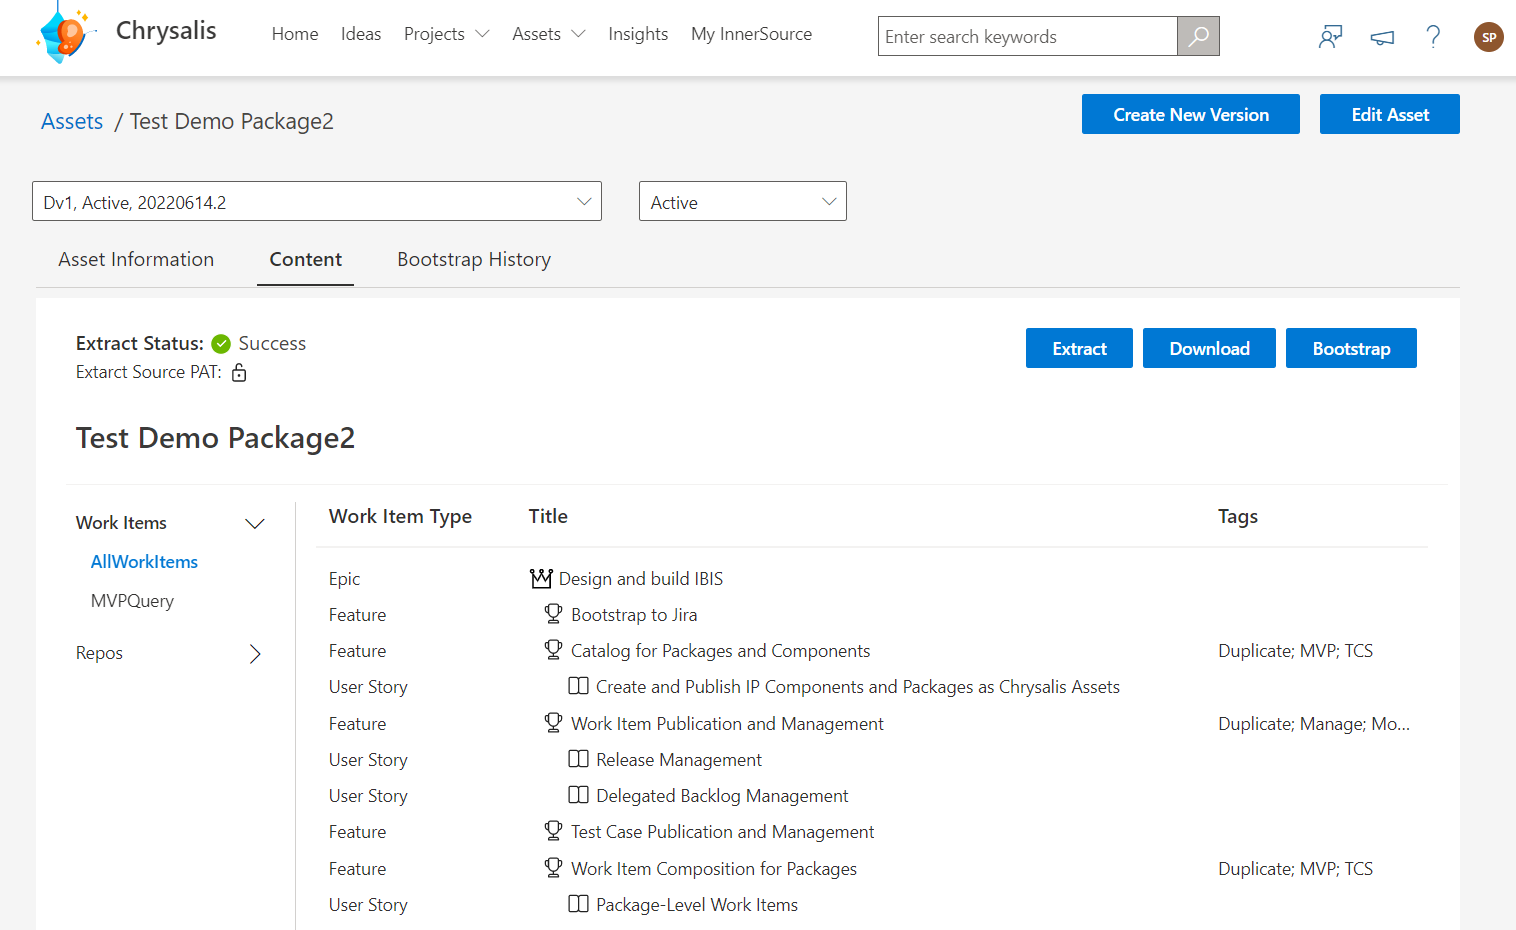 Chrysalis Home Ideas Projects Assets Insights My InnerSource Enter search keywords SP
Assets / Test Demo Package2 Create New Version Edit Asset
Dv1, Active, 20220614.2 Active
Asset Information Content Bootstrap History
Extract Status: Success Extract Download Bootstrap
Extarct Source PAT:
Test Demo Package2
Work Items
AllWorkItems
MVPQuery
Repos
Work Item Type Title Tags
Epic Design and build IBIS
Feature Bootstrap to Jira
Feature Catalog for Packages and Components Duplicate; MVP; TCS
User Story Create and Publish IP Components and Packages as Chrysalis Assets
Feature Work Item Publication and Management Duplicate; Manage; Mo...
User Story Release Management
User Story Delegated Backlog Management
Feature Test Case Publication and Management
Feature Work Item Composition for Packages Duplicate; MVP; TCS
User Story Package-Level Work Items